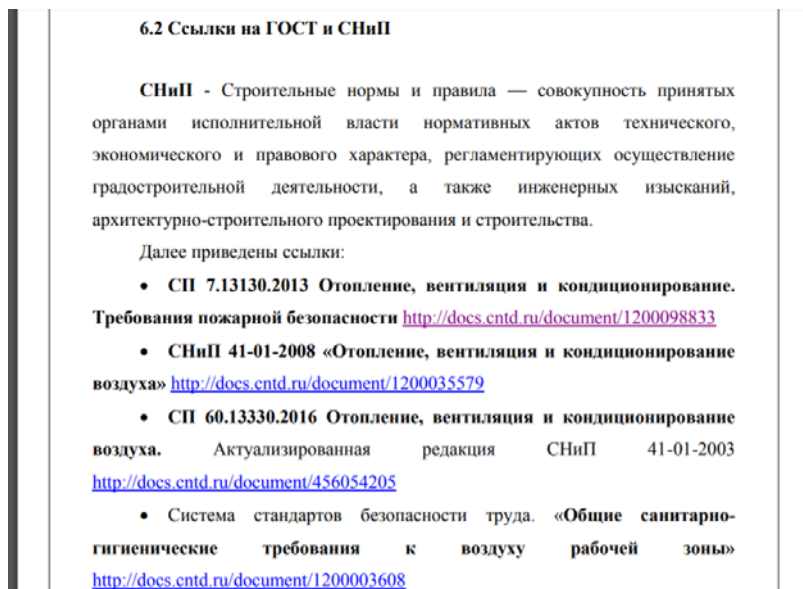 6.2 Ссылки на ГОСТ и СНиП
СНиП - Строительные нормы и правила — совокупность принятых
органами исполнительной власти нормативных актов технического,
экономического и правового характера, регламентирующих осуществление
градостроительной деятельности, а также инженерных изысканий,
архитектурно-строительного проектирования и строительства.
Далее приведены ссылки:
• СП 7.13130.2013 Отопление, вентиляция и кондиционирование.
Требования пожарной безопасности http://docs.cntd.ru/document/1200098833
• СНиП 41-01-2008 «Отопление, вентиляция и кондиционирование
воздуха» http://docs.cntd.ru/document/1200035579
• СП 60.13330.2016 Отопление, вентиляция и кондиционирование
воздуха. Актуализированная редакция СНиП 41-01-2003
http://docs.cntd.ru/document/456054205
• Система стандартов безопасности труда. «Общие санитарно-
гигиенические требования к воздуху рабочей зоны»
http://docs.cntd.ru/document/1200003608